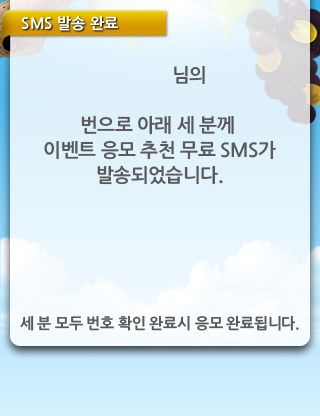 SMS 발송 완료
님의
번으로 아래 세 분께
이벤트 응모 추천 무료 SMS가
발송되었습니다.
세 분 모두 번호 확인 완료시 응모 완료됩니다.